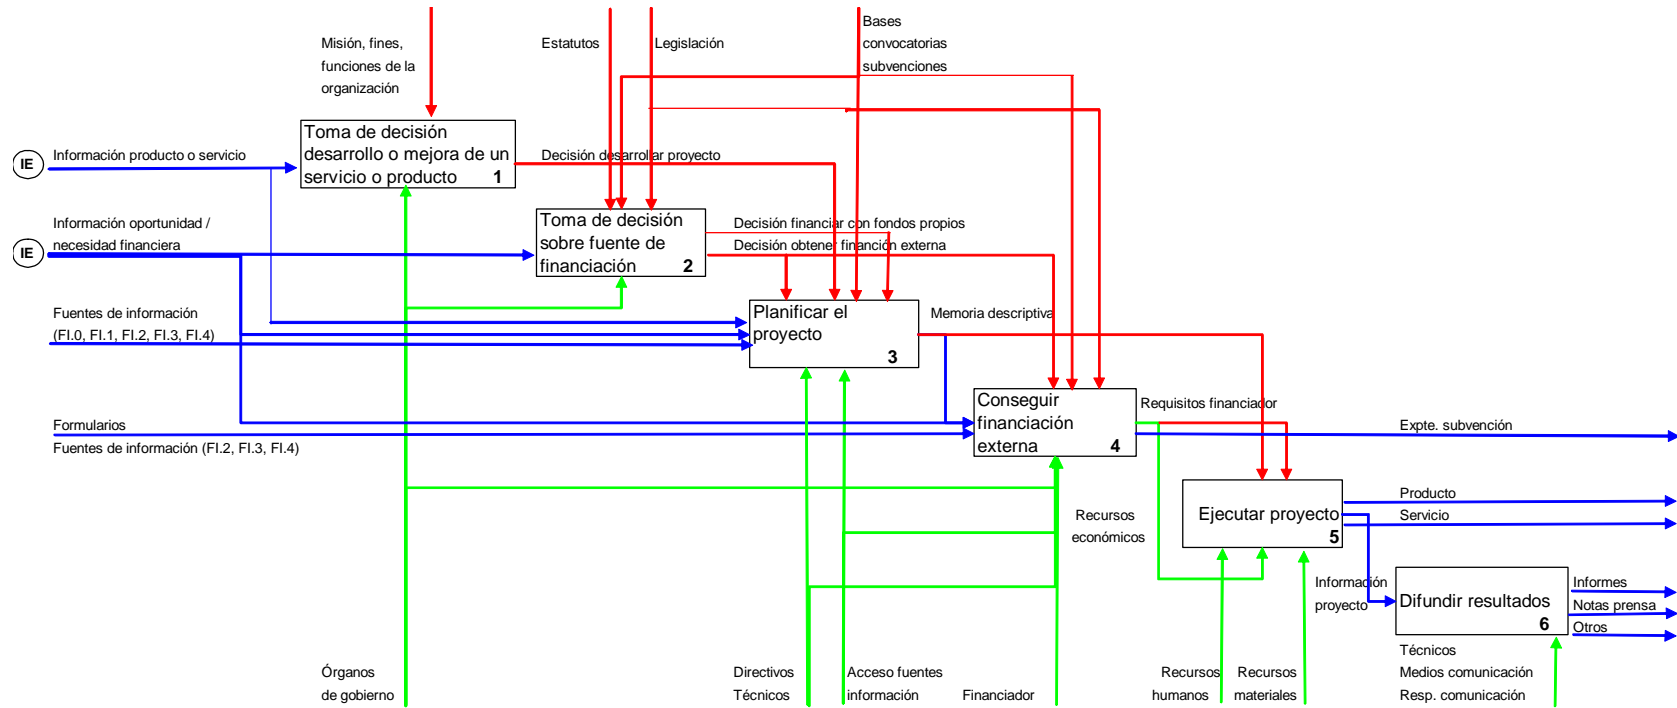 Misión, fines,
funciones de la
organización
Estatutos
Legislación
Bases
convocatorias
subvenciones
Toma de decisión
desarrollo o mejora de un
servicio o producto 1
IE
Información producto o servicio
Decisión desarrollar proyecto
IE
Información oportunidad /
necesidad financiera
Toma de decisión
sobre fuente de
financiación 2
Decisión financiar con fondos propios
Decisión obtener financión externa
Fuentes de información
(FI.0, FI.1, FI.2, FI.3, FI.4)
Planificar el
proyecto
3
Memoria descriptiva
Formularios
Fuentes de información (FI.2, FI.3, FI.4)
Conseguir
financiación
externa 4
Requisitos financiador
Expte. subvención
Recursos
económicos
Ejecutar proyecto
5
Producto
Servicio
Información
proyecto
Difundir resultados
6
Informes
Notas prensa
Otros
Órganos
de gobierno
Directivos
Técnicos
Acceso fuentes
información
Financiador
Recursos
humanos
Recursos
materiales
Técnicos
Medios comunicación
Resp. comunicación